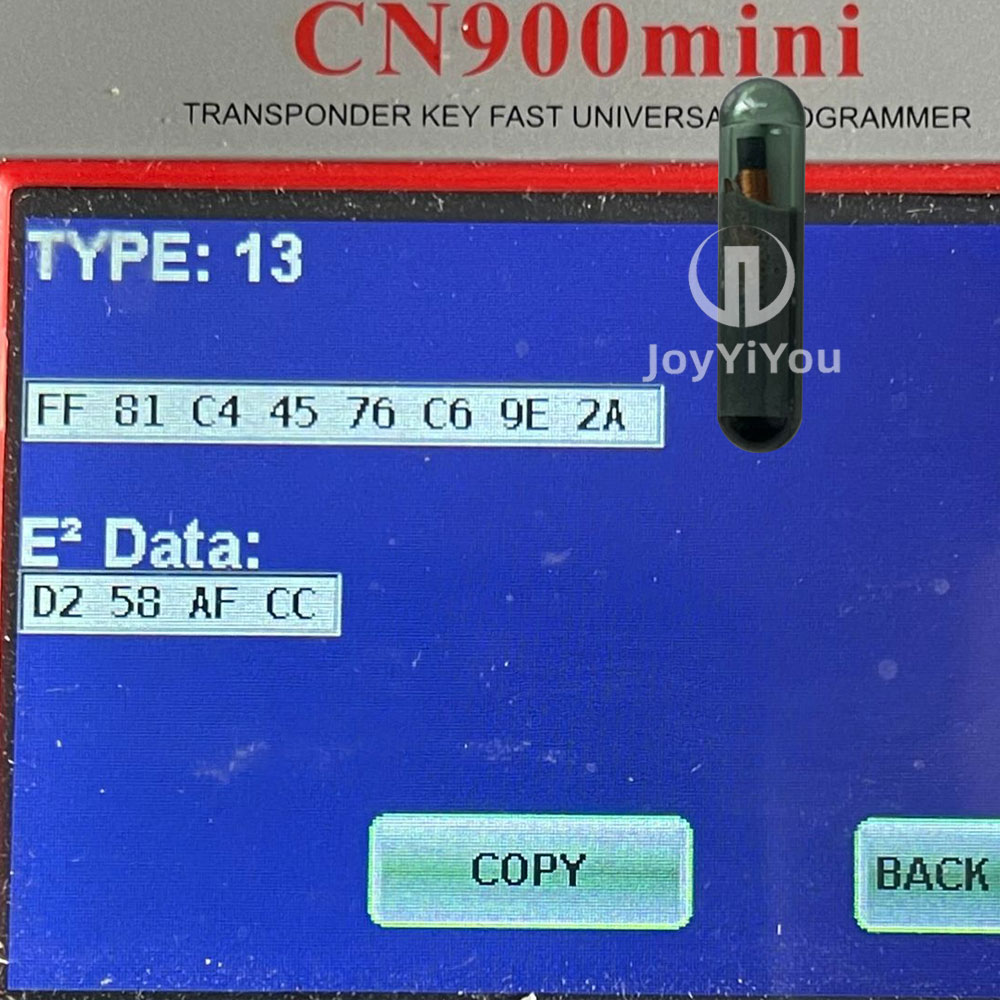 CN900mini
TRANSPONDER KEY FAST UNIVERSA OGRAMMER
TYPE: 13
JoyYiYou
FF 81 C4 45 76 C6 9E 2A
E² Data:
D2 58 AF CC
COPY
BACK